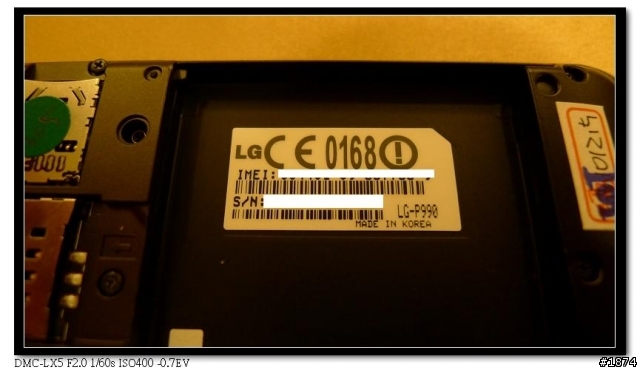 LG CE 0168
IMEI:
S/N:
LG-P990
MADE IN KOREA
01215
DMC-LX5 F2.0 1/60s ISO400 -0.7EV
#1874